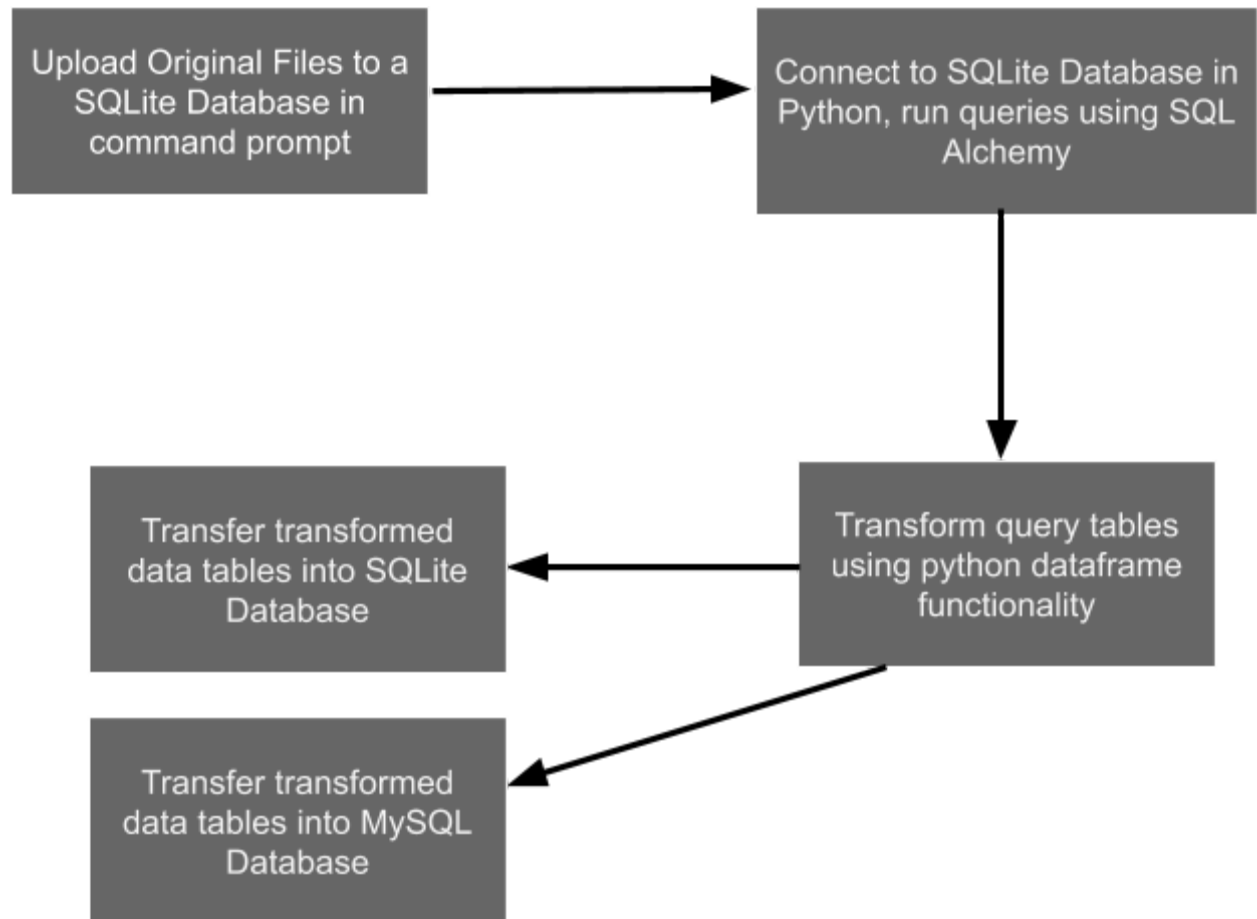 Upload Original Files to a
SQLite Database in
command prompt
Connect to SQLite Database in
Python, run queries using SQL
Alchemy
Transform query tables
using python dataframe
functionality
Transfer transformed
data tables into SQLite
Database
Transfer transformed
data tables into MySQL
Database